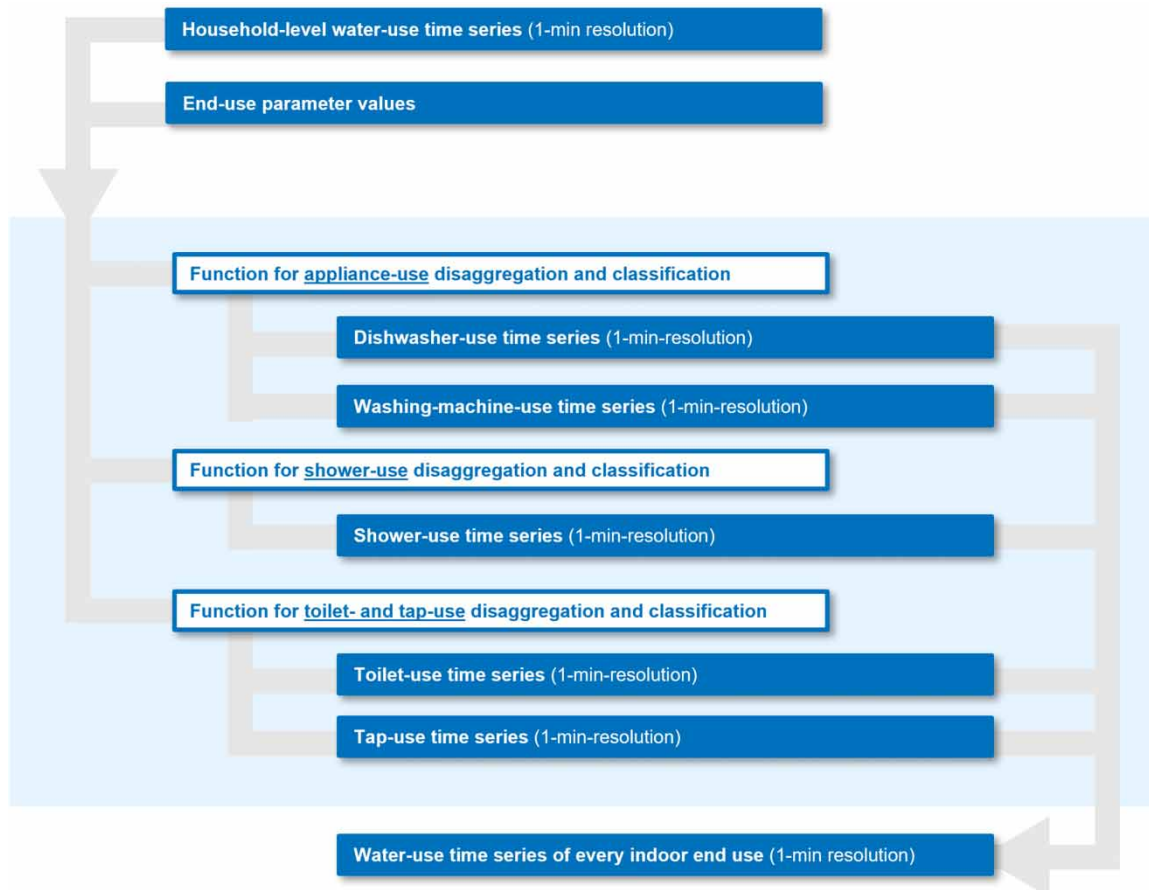 Household-level water-use time series (1-min resolution)
End-use parameter values
Function for appliance-use disaggregation and classification
Dishwasher-use time series (1-min-resolution)
Washing-machine-use time series (1-min-resolution)
Function for shower-use disaggregation and classification
Shower-use time series (1-min-resolution)
Function for toilet- and tap-use disaggregation and classification
Toilet-use time series (1-min-resolution)
Tap-use time series (1-min-resolution)
Water-use time series of every indoor end use (1-min resolution)